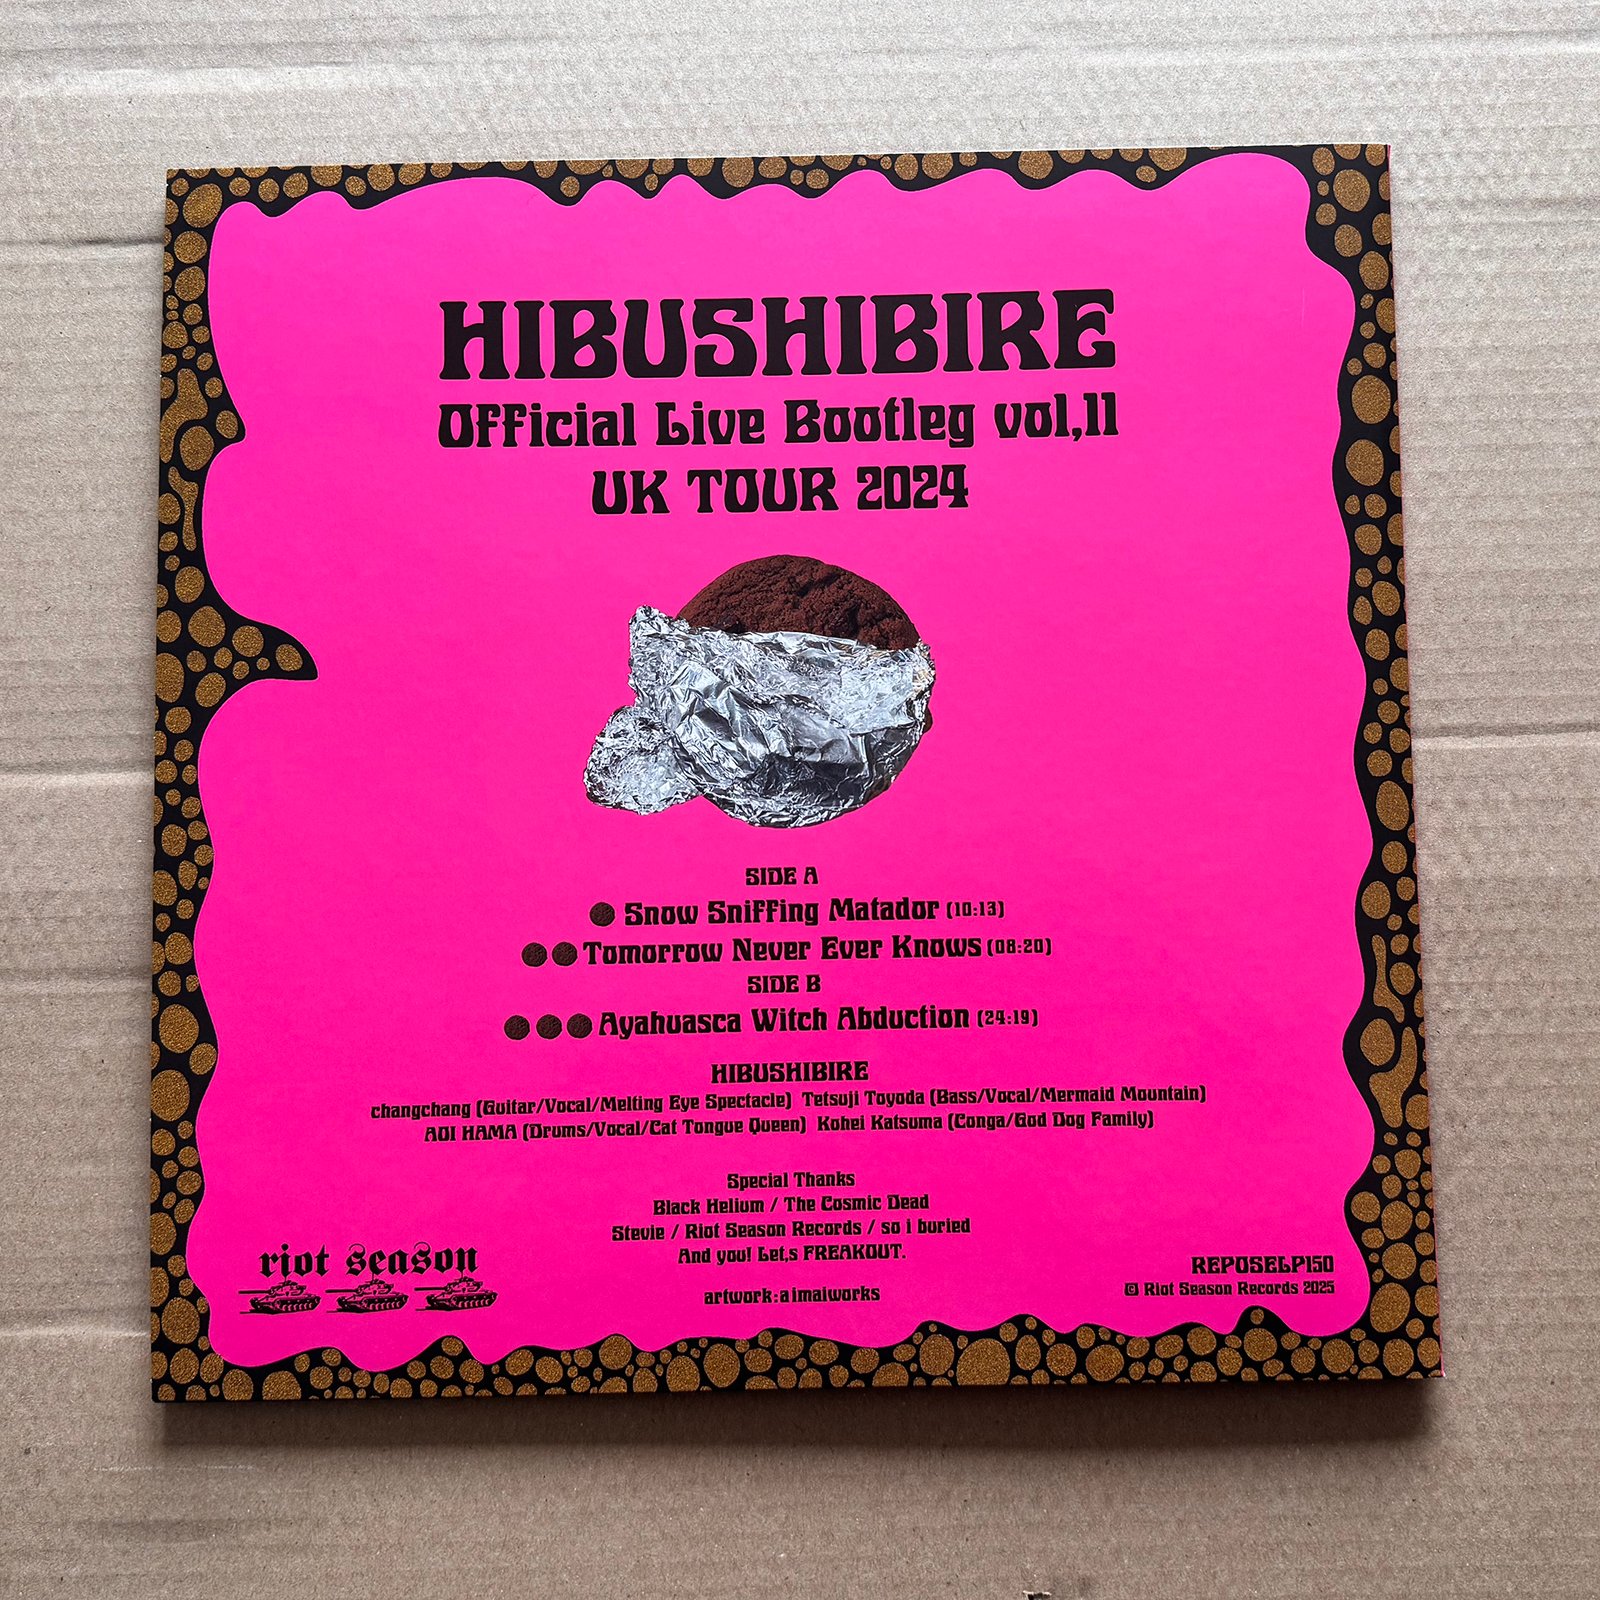 HIBUSHIBIRE
Official Live Bootleg vol,11
UK TOUR 2024
SIDE A
Snow Sniffing Matador (10:13)
Tomorrow Never Ever Knows (08:20)
SIDE B
Ayahuasca Witch Abduction (24:19)
HIBUSHIBIRE
changchang (Guitar/Vocal/Melting Eye Spectacle) Tetsuji Toyoda (Bass/Vocal/Mermaid Mountain)
AOI HAMA (Drums/Vocal/Cat Tongue Queen) Kohei Katsuma (Conga/God Dog Family)
Special Thanks
Black Helium / The Cosmic Dead
Stevie / Riot Season Records / so i buried
And you! Let,s FREAKOUT.
artwork:aimaiworks
riot season
REPOSELP150
© Riot Season Records 2025